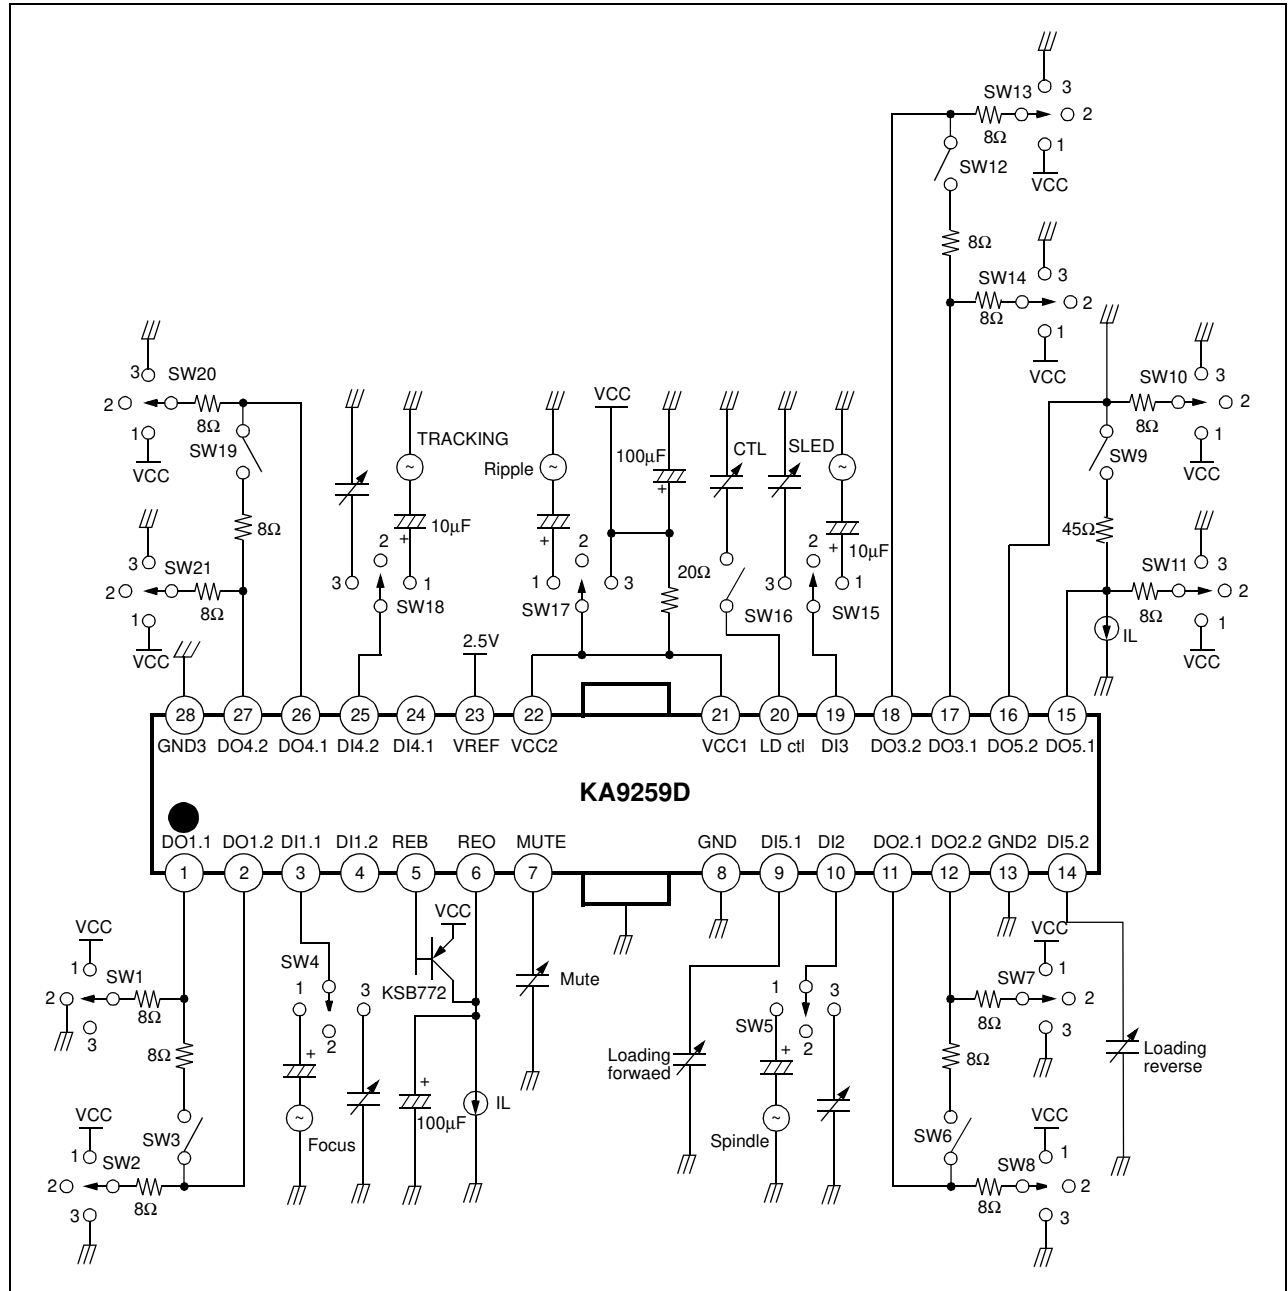 3
SW13
2
8Ω
1
SW12
VCC
8Ω
3
SW14
2
8Ω
1
VCC
3
SW20
2
8Ω
1
SW19
VCC
8Ω
3
SW21
2
8Ω
1
VCC
TRACKING
10µF
2
3
1
SW18
Ripple
VCC
100µF
2
1
3
SW17
20Ω
CTL
SLED
SW16
2
10µF
3
1
SW15
3
SW10
2
8Ω
1
SW9
VCC
45Ω
3
SW11
2
8Ω
1
IL
VCC
2.5V
28 27 26 25 24 23 22 21 20 19 18 17 16 15
GND3 DO4.2 DO4.1 DI4.2 DI4.1 VREF VCC2 VCC1 LD ctl DI3 DO3.2 DO3.1 DO5.2 DO5.1
KA9259D
DO1.1 DO1.2 DI1.1 DI1.2 REB REO MUTE GND DI5.1 DI2 DO2.1 DO2.2 GND2 DI5.2
1 2 3 4 5 6 7 8 9 10 11 12 13 14
VCC
1
SW1
2
8Ω
3
8Ω
VCC
SW3
1
SW2
2
8Ω
3
SW4
1
3
2
+
Focus
VCC
KSB772
+
100µF
IL
Mute
Loading
forwaed
1
3
SW5
2
+
Spindle
VCC
1
SW7
2
8Ω
3
8Ω
VCC
SW6
1
SW8
2
8Ω
3
Loading
reverse